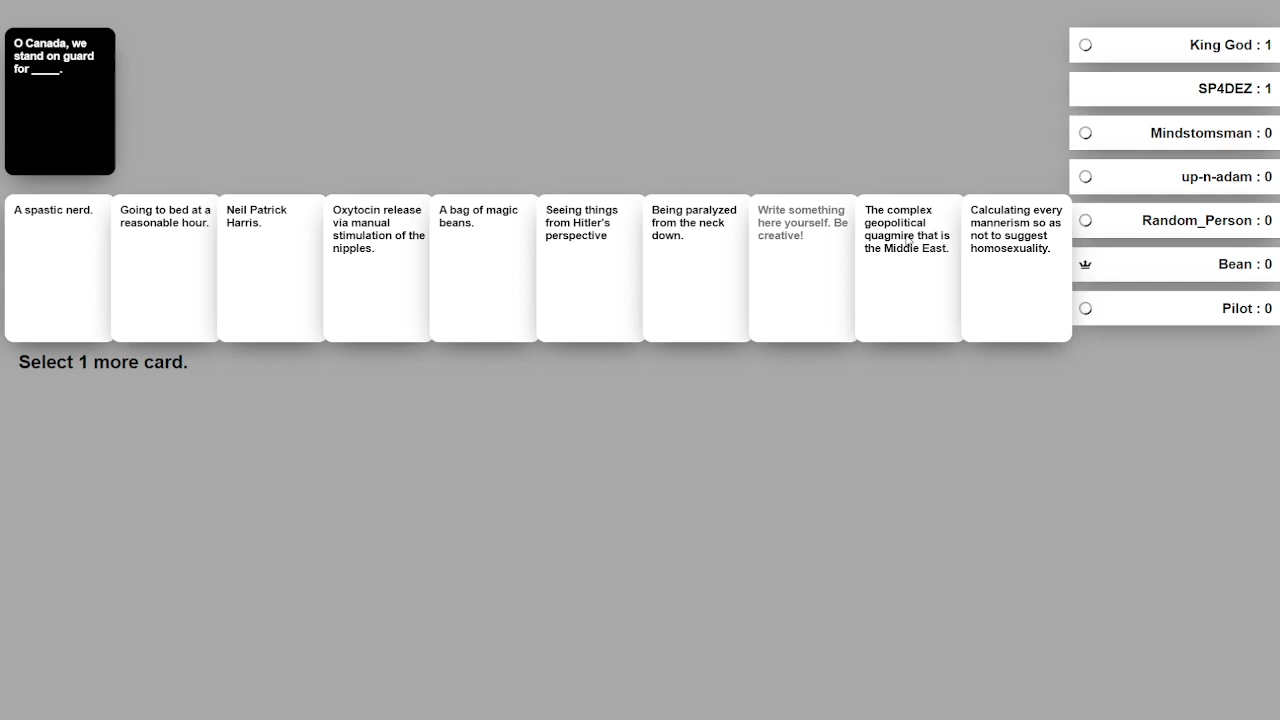 O Canada, we
stand on guard
for _____.
King God : 1
SP4DEZ : 1
Mindstomsman : 0
up-n-adam : 0
Random_Person : 0
Bean : 0
Pilot : 0
A spastic nerd.
Going to bed at a
reasonable hour.
Neil Patrick
Harris.
Oxytocin release
via manual
stimulation of the
nipples.
A bag of magic
beans.
Seeing things
from Hitler's
perspective
Being paralyzed
from the neck
down.
Write something
here yourself. Be
creative!
The complex
geopolitical
quagmire that is
the Middle East.
Calculating every
mannerism so as
not to suggest
homosexuality.
Select 1 more card.